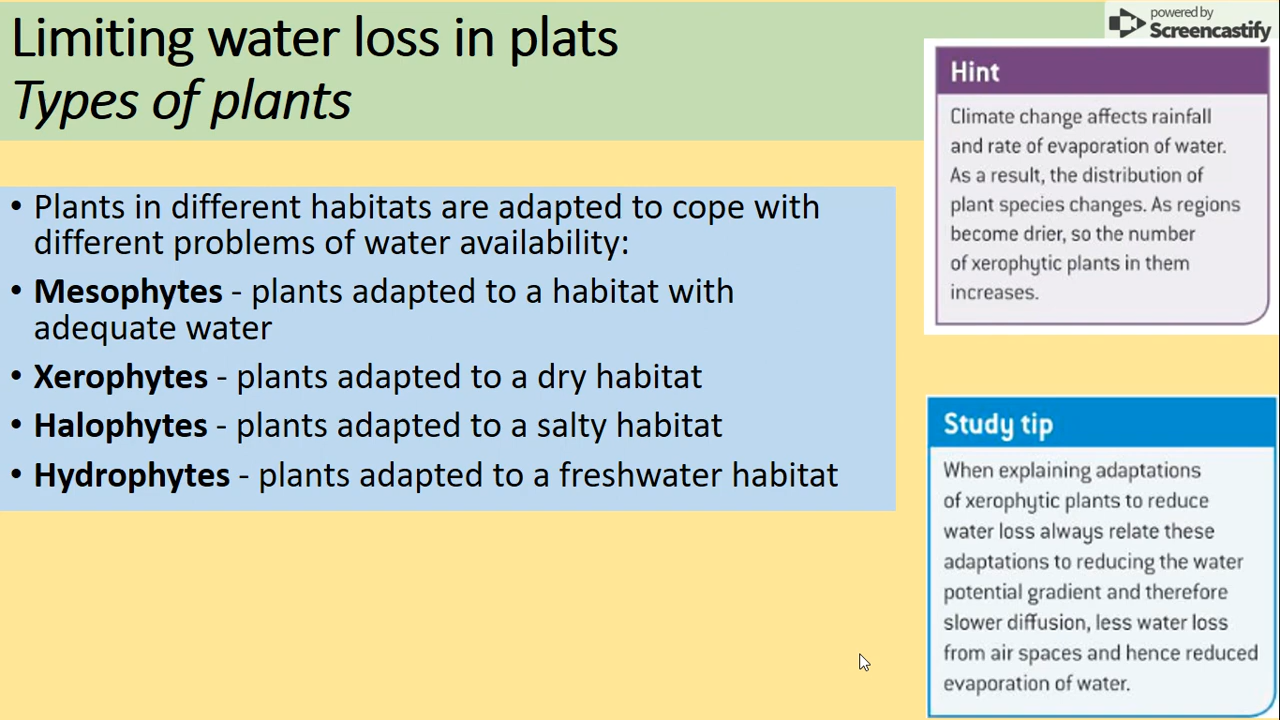 Limiting water loss in plats
Types of plants
powered by
Screencastify
• Plants in different habitats are adapted to cope with
different problems of water availability:
• Mesophytes - plants adapted to a habitat with
adequate water
• Xerophytes - plants adapted to a dry habitat
• Halophytes - plants adapted to a salty habitat
• Hydrophytes - plants adapted to a freshwater habitat
Hint
Climate change affects rainfall
and rate of evaporation of water.
As a result, the distribution of
plant species changes. As regions
become drier, so the number
of xerophytic plants in them
increases.
Study tip
When explaining adaptations
of xerophytic plants to reduce
water loss always relate these
adaptations to reducing the water
potential gradient and therefore
slower diffusion, less water loss
from air spaces and hence reduced
evaporation of water.